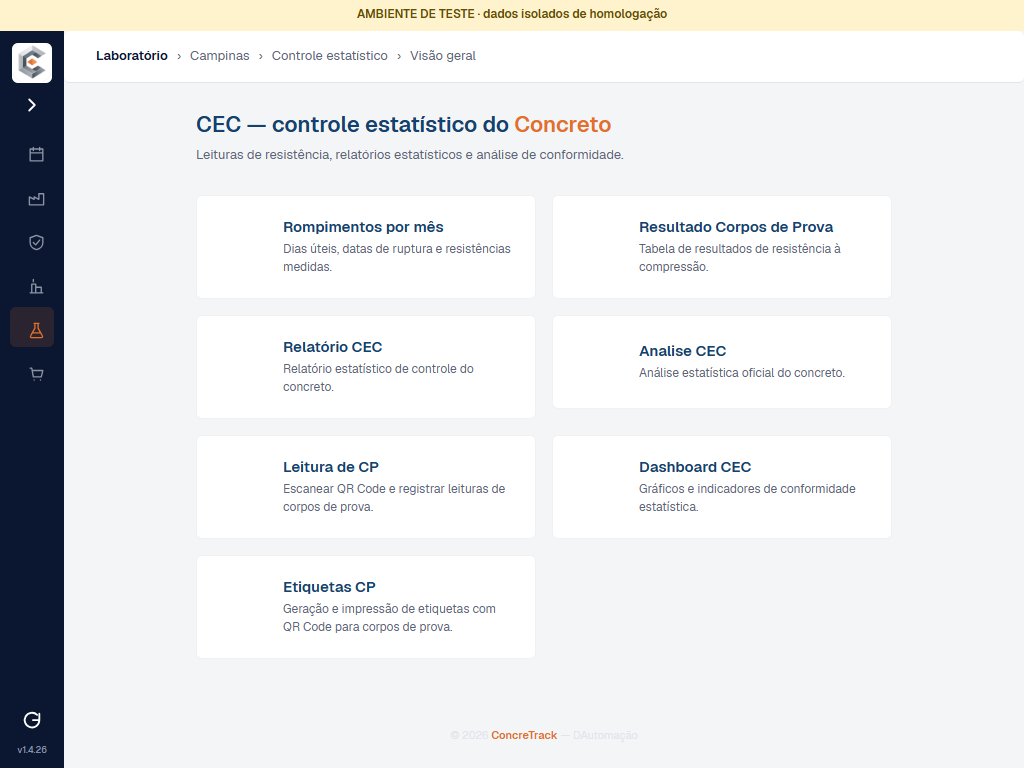 AMBIENTE DE TESTE · dados isolados de homologação
Laboratório › Campinas › Controle estatístico › Visão geral
CEC — controle estatístico do Concreto
Leituras de resistência, relatórios estatísticos e análise de conformidade.
Rompimentos por mês
Dias úteis, datas de ruptura e resistências
medidas.
Resultado Corpos de Prova
Tabela de resultados de resistência à
compressão.
Relatório CEC
Relatório estatístico de controle do
concreto.
Analise CEC
Análise estatística oficial do concreto.
Leitura de CP
Escanear QR Code e registrar leituras de
corpos de prova.
Dashboard CEC
Gráficos e indicadores de conformidade
estatística.
Etiquetas CP
Geração e impressão de etiquetas com
QR Code para corpos de prova.
v1.4.26
© 2026 ConcreTrack — DAutomação